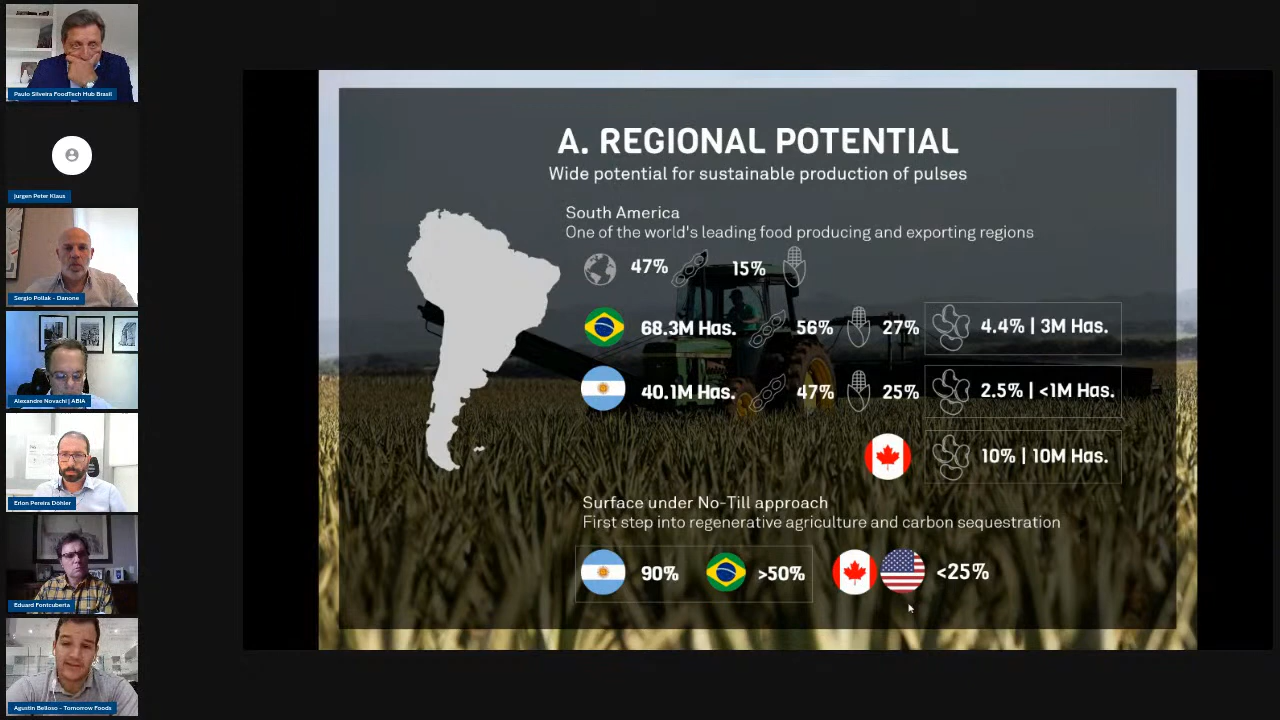 Paulo Silveira FoodTech Hub Brasil
Jurgen Peter Klaus
Sergio Pollak - Danone
Alexandre Novachi | ABIA
Erlon Pereira Döhler
Eduard Fontcuberta
Agustin Belloso - Tomorrow Foods
A. REGIONAL POTENTIAL
Wide potential for sustainable production of pulses
South America
One of the world's leading food producing and exporting regions
47% 15%
68.3M Has. 56% 27% 4.4% | 3M Has.
40.1M Has. 47% 25% 2.5% | <1M Has.
10% | 10M Has.
Surface under No-Till approach
First step into regenerative agriculture and carbon sequestration
90% >50% <25%